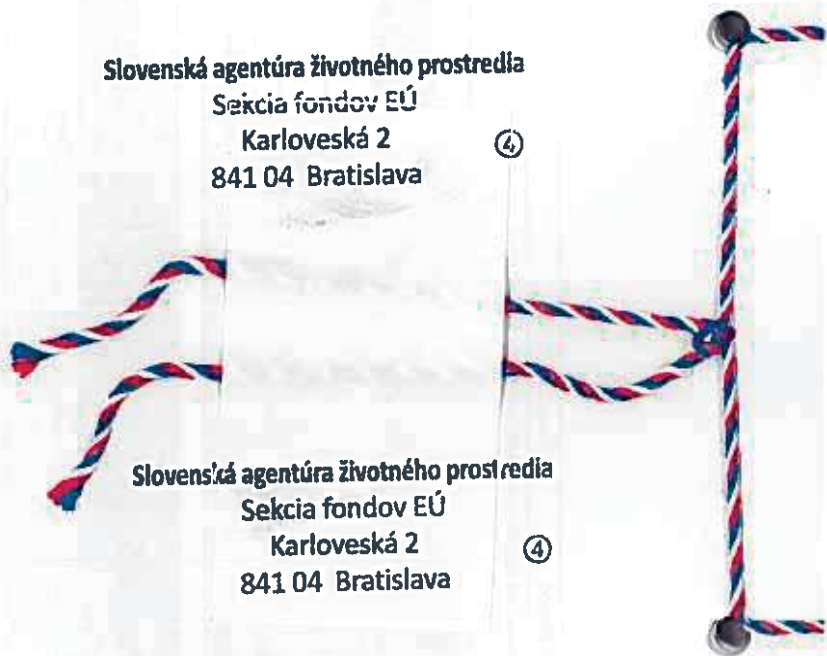 Slovenská agentúra životného prostredia
Sekcia fondov EÚ
Karloveská 2
④
841 04 Bratislava
Slovenská agentúra životného prostredia
Sekcia fondov EÚ
Karloveská 2
④
841 04 Bratislava